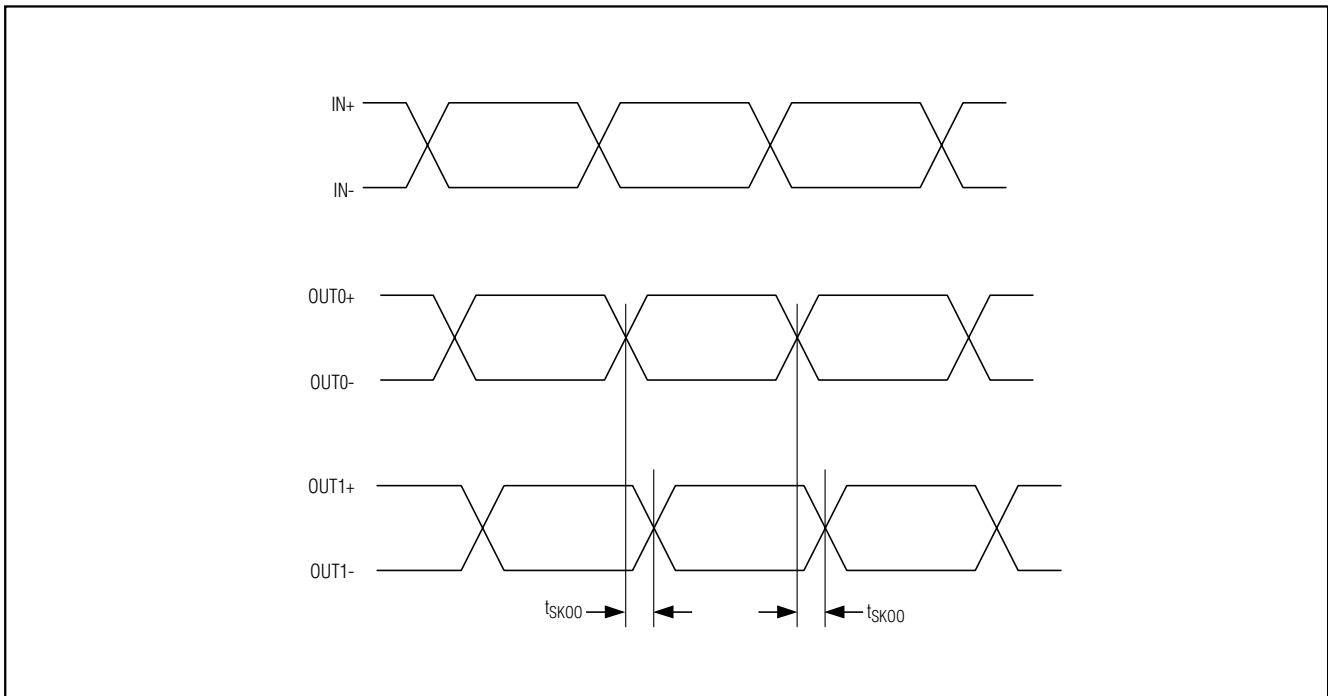 IN+
IN-
OUT0+
OUT0-
OUT1+
OUT1-
tSKOO
tSKOO